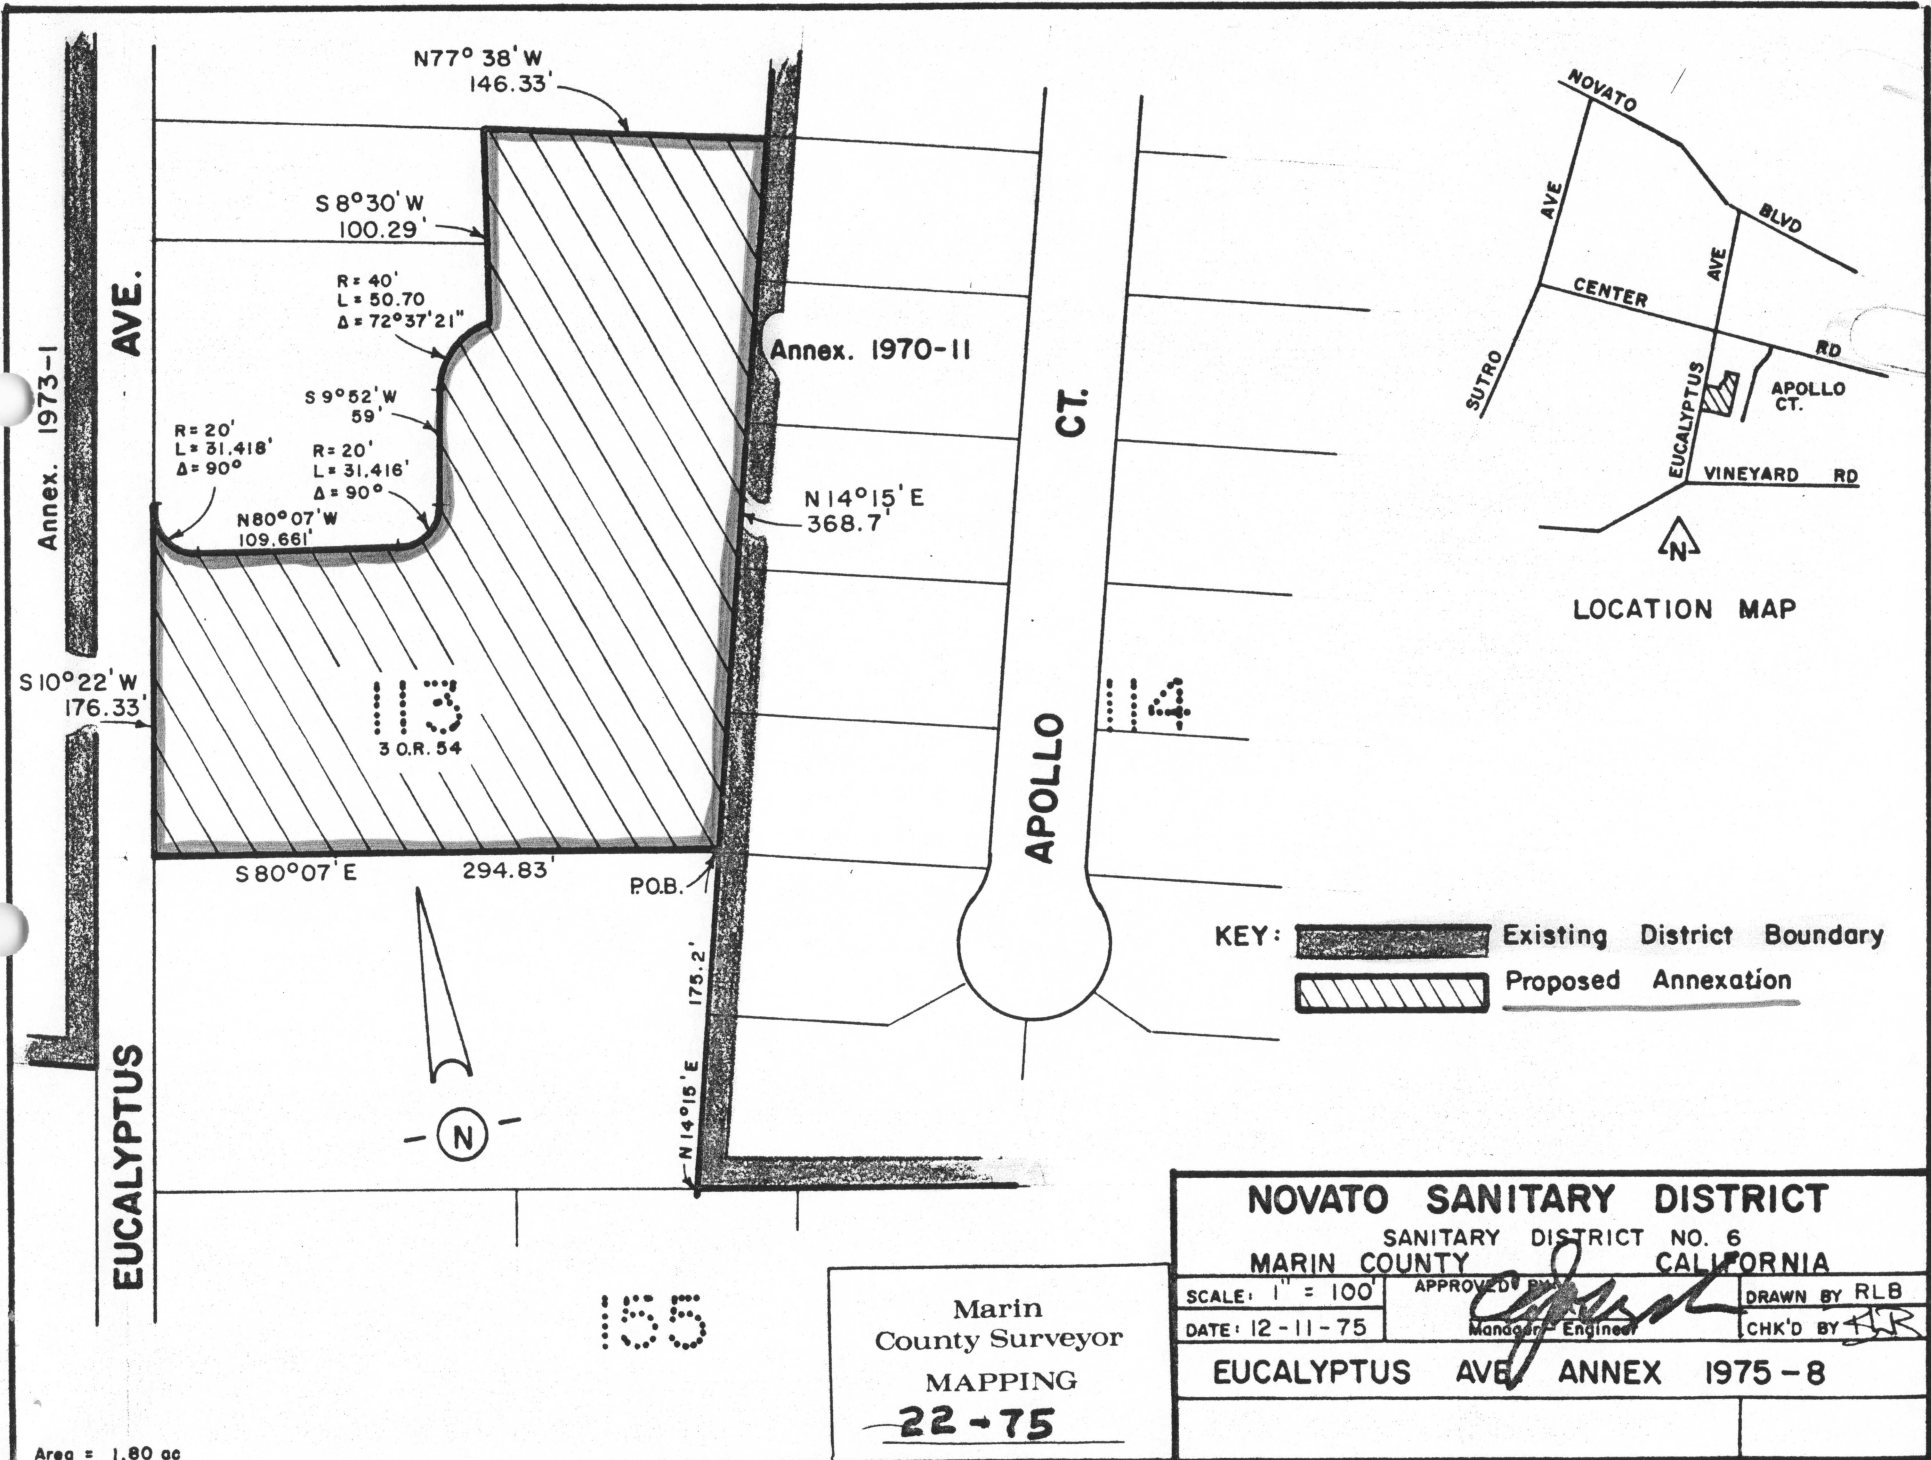 N77° 38' W
146.33'
S 8°30' W
100.29'
R = 40'
L = 50.70
Δ = 72°37'21"
AVE.
Annex. 1973-1
Annex. 1970-11
S 9°52' W
59'
R = 20'
L = 31.418'
Δ = 90°
R = 20'
L = 31.416'
Δ = 90°
N80°07' W
109.661'
N 14°15' E
368.7'
CT.
S 10°22' W
176.33'
113
3 O.R. 54
114
APOLLO
S 80°07' E 294.83'
P.O.B.
175.2'
N 14°15' E
N
EUCALYPTUS
155
NOVATO
BLVD
AVE
AVE
CENTER
RD
SUTRO
EUCALYPTUS
APOLLO
CT.
VINEYARD RD
N
LOCATION MAP
KEY: Existing District Boundary
Proposed Annexation
Marin
County Surveyor
MAPPING
22-75
NOVATO SANITARY DISTRICT
SANITARY DISTRICT NO. 6
MARIN COUNTY CALIFORNIA
SCALE: 1" = 100'
APPROVED BY
DRAWN BY RLB
DATE: 12-11-75
Manager - Engineer
CHK'D BY
EUCALYPTUS AVE. ANNEX 1975-8
Area = 1.80 ac